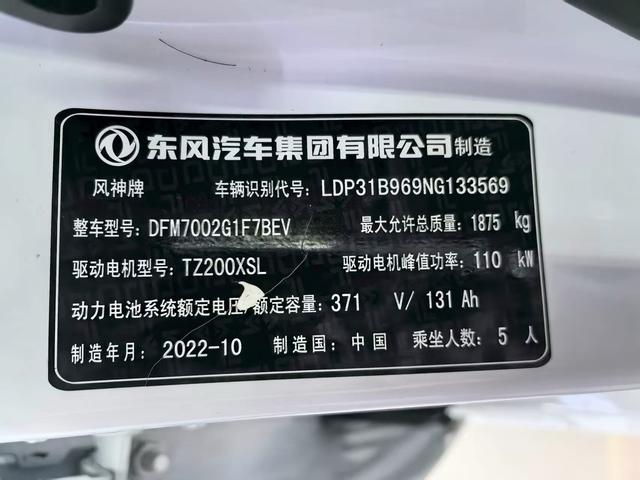 东风汽车集团有限公司制造
风神牌 车辆识别代号: LDP31B969NG133569
整车型号: DFM7002G1F7BEV 最大允许总质量: 1875 kg
驱动电机型号: TZ200XSL 驱动电机峰值功率: 110 kW
动力电池系统额定电压/额定容量: 371 V/ 131 Ah
制造年月: 2022-10 制造国: 中国 乘坐人数: 5 人